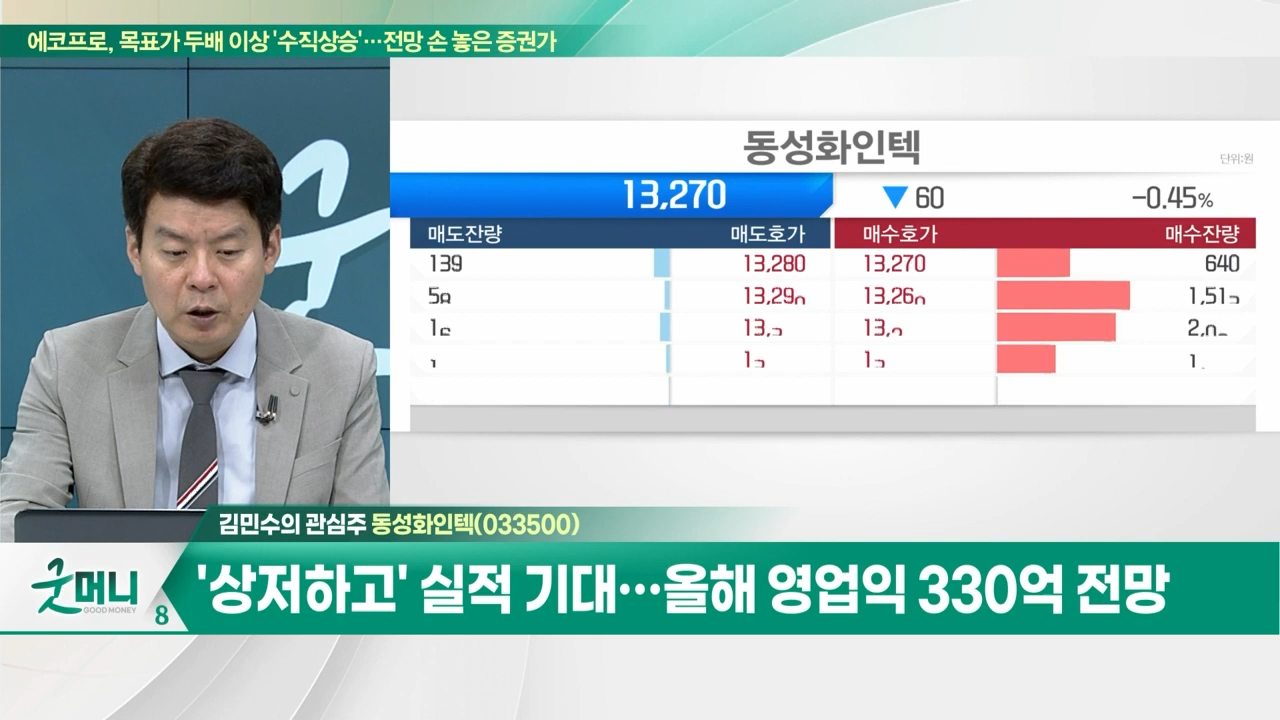 에코프로, 목표가 두배 이상 '수직상승'…전망 손 놓은 증권가
동성화인텍
단위:원
13,270 ▼ 60 -0.45%
매도잔량 매도호가 매수호가 매수잔량
139 13,280 13,270 640
김민수의 관심주 동성화인텍(033500)
'상저하고' 실적 기대…올해 영업익 330억 전망
굿머니
GOOD MONEY
8